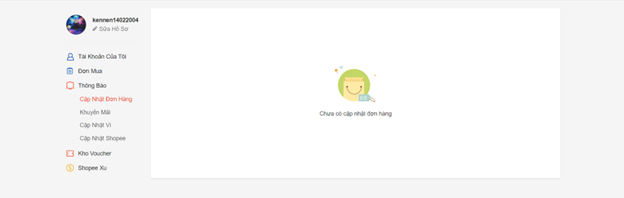 kennen14022004
Sửa Hồ Sơ
Tài Khoản Của Tôi
Đơn Mua
Thông Báo
Cập Nhật Đơn Hàng
Khuyến Mãi
Cập Nhật Ví
Cập Nhật Shopee
Kho Voucher
Shopee Xu
Chưa có cập nhật đơn hàng